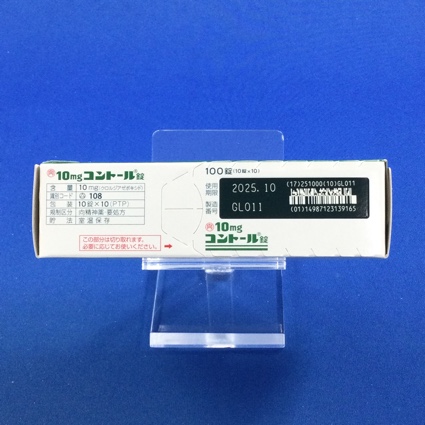 向 10mg コントール®錠
含量 10mg(クロルジアゼポキシド)
識別コード 108
包装 10錠×10(PTP)
規制区分 向精神薬・要処方
貯法 室温保存
この部分は切り取れます。
必要に応じてお使いください。
100錠(10錠×10)
使用期限 2025.10
製造番号 GL011
(17)251000(10)GL011
(01)14987123139165
向 10mg
コントール®錠